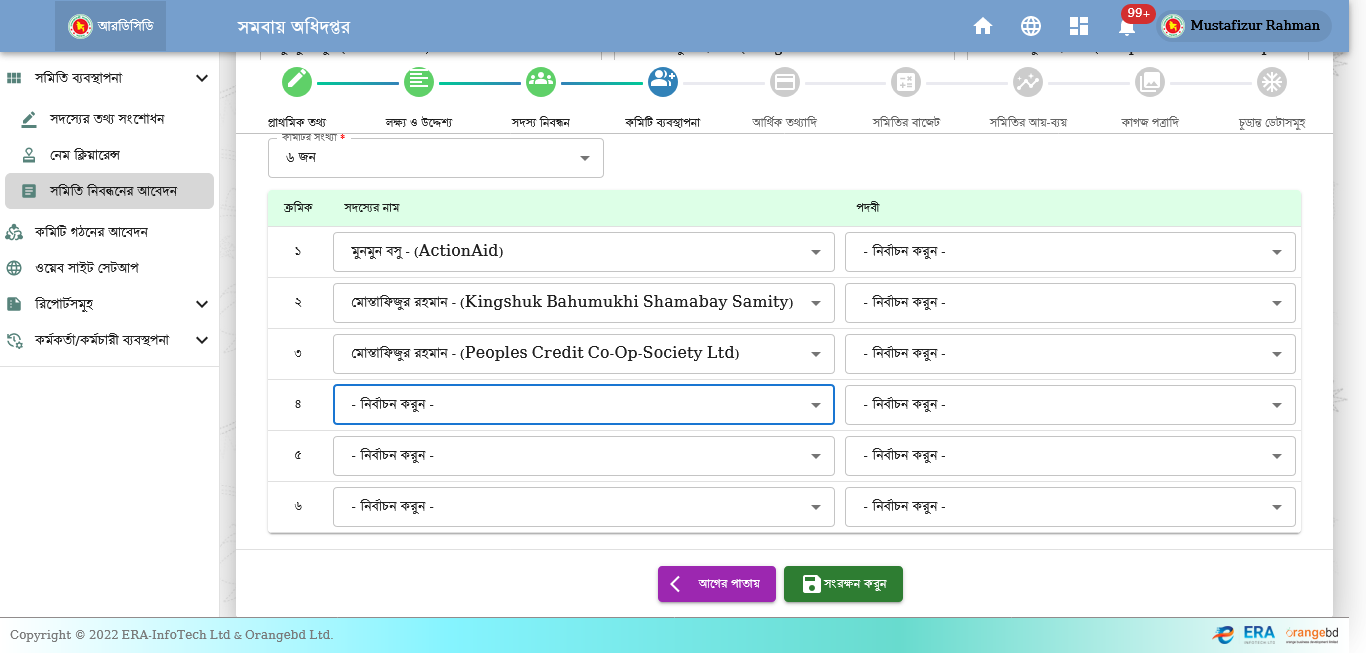 আরডিসিডি
সমবায় অধিদপ্তর
99+
Mustafizur Rahman
সমিতি ব্যবস্থাপনা
সদস্যের তথ্য সংশোধন
নেম ক্লিয়ারেন্স
সমিতি নিবন্ধনের আবেদন
কমিটি গঠনের আবেদন
ওয়েব সাইট সেটআপ
রিপোর্টসমূহ
কর্মকর্তা/কর্মচারী ব্যবস্থপনা
প্রাথমিক তথ্য
লক্ষ্য ও উদ্দেশ্য
সদস্য নিবন্ধন
কমিটি ব্যবস্থাপনা
আর্থিক তথ্যাদি
সমিতির বাজেট
সমিতির আয়-ব্যয়
কাগজ পত্রাদি
চূড়ান্ত ডেটাসমূহ
কমিটির সংখ্যা *
৬ জন
ক্রমিক সদস্যের নাম পদবী
১ মুনমুন বসু - (ActionAid) - নির্বাচন করুন -
২ মোস্তাফিজুর রহমান - (Kingshuk Bahumukhi Shamabay Samity) - নির্বাচন করুন -
৩ মোস্তাফিজুর রহমান - (Peoples Credit Co-Op-Society Ltd) - নির্বাচন করুন -
৪ - নির্বাচন করুন - - নির্বাচন করুন -
৫ - নির্বাচন করুন - - নির্বাচন করুন -
৬ - নির্বাচন করুন - - নির্বাচন করুন -
আগের পাতায়
সংরক্ষন করুন
Copyright © 2022 ERA-InfoTech Ltd & Orangebd Ltd.
ERA
INFOTECH LTD
orangebd